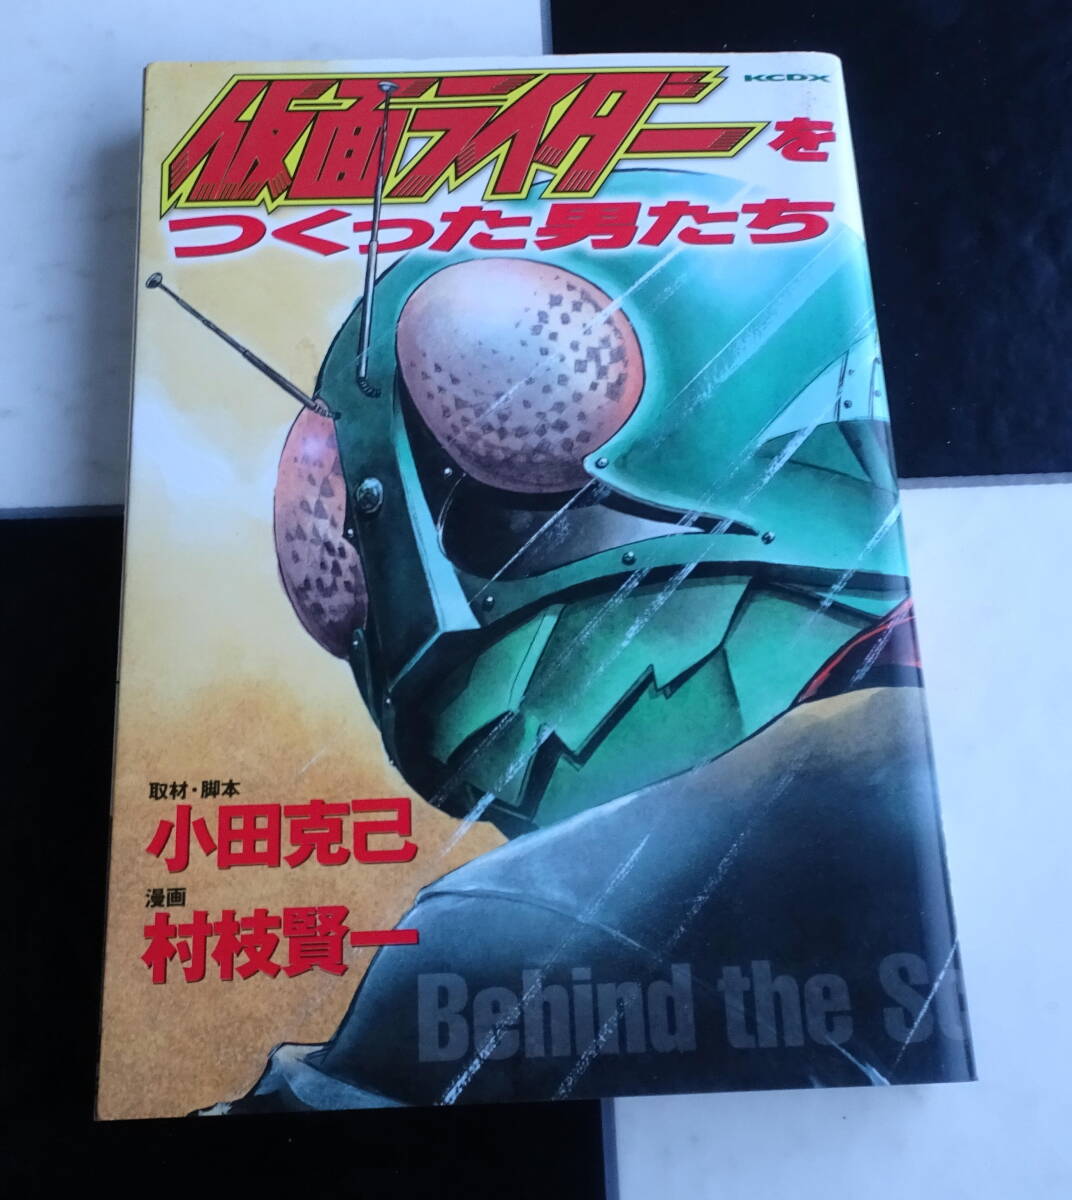 仮面ライダーを
KCDX
つくった男たち
取材・脚本
小田克己
漫画
村枝賢一
Behind the St